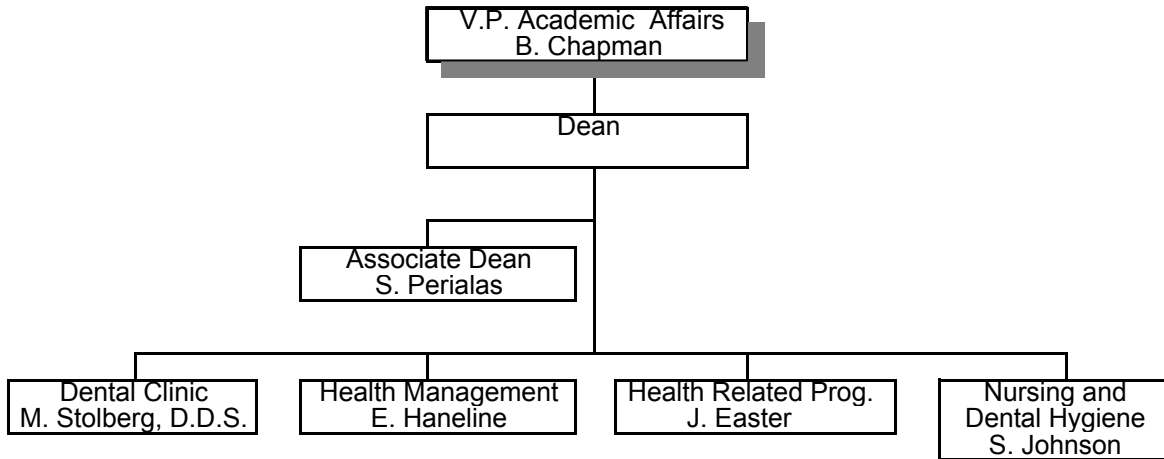 V.P. Academic Affairs
B. Chapman
Dean
Associate Dean
S. Perialas
Dental Clinic
M. Stolberg, D.D.S.
Health Management
E. Haneline
Health Related Prog.
J. Easter
Nursing and
Dental Hygiene
S. Johnson